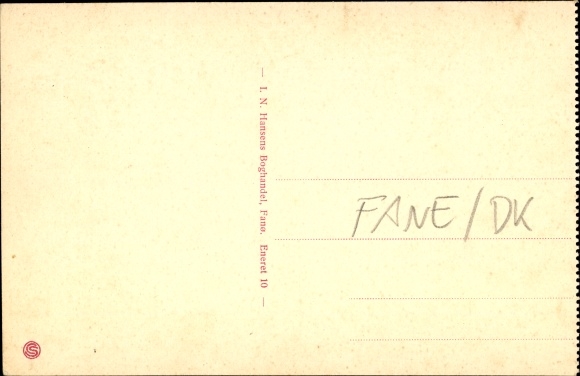 — I. N. Hansens Boghandel, Fanø. Eneret 10 —
FANE/DK